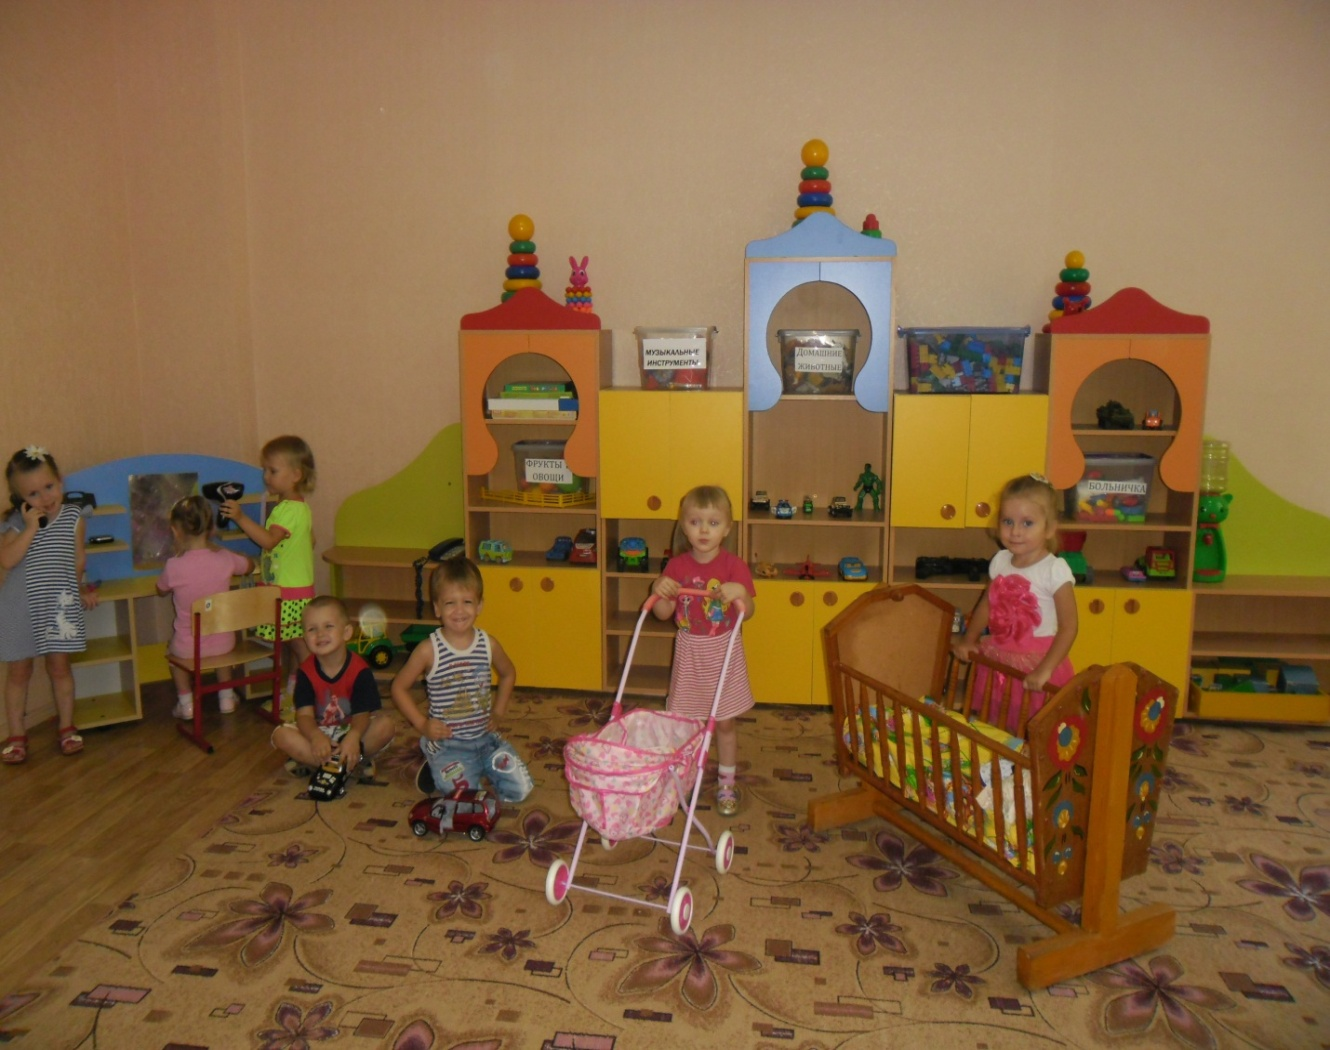 МУЗЫКАЛЬНЫЕ
ИНСТРУМЕНТЫ
ДОМАШНИЕ
ЖИВОТНЫЕ
ФРУКТЫ
ОВОЩИ
БОЛЬНИЧКА